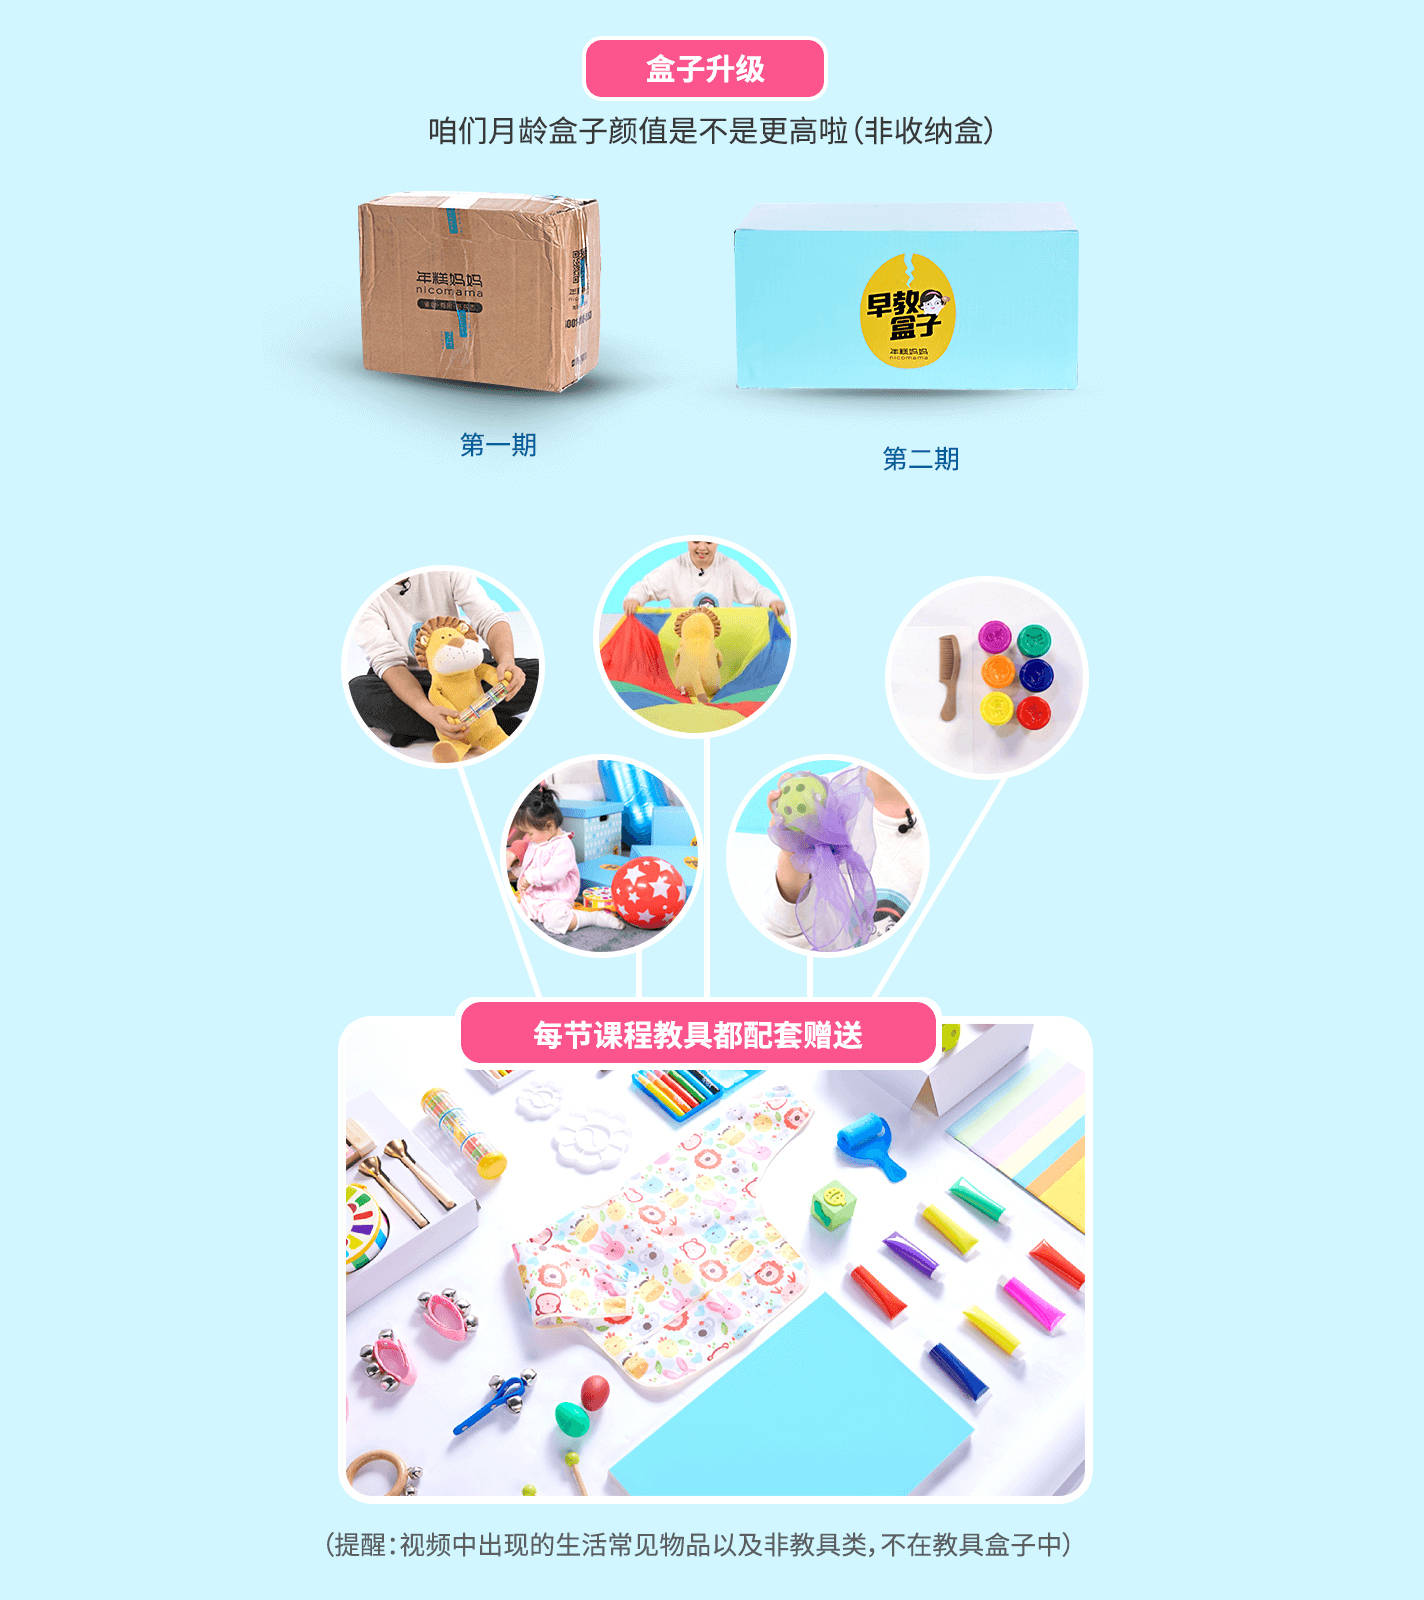 盒子升级
咱们月龄盒子颜值是不是更高啦（非收纳盒）
年糕妈妈
nicomama
早教
盒子
年糕妈妈
nicomama
第一期
第二期
每节课程教具都配套赠送
（提醒：视频中出现的生活常见物品以及非教具类，不在教具盒子中）